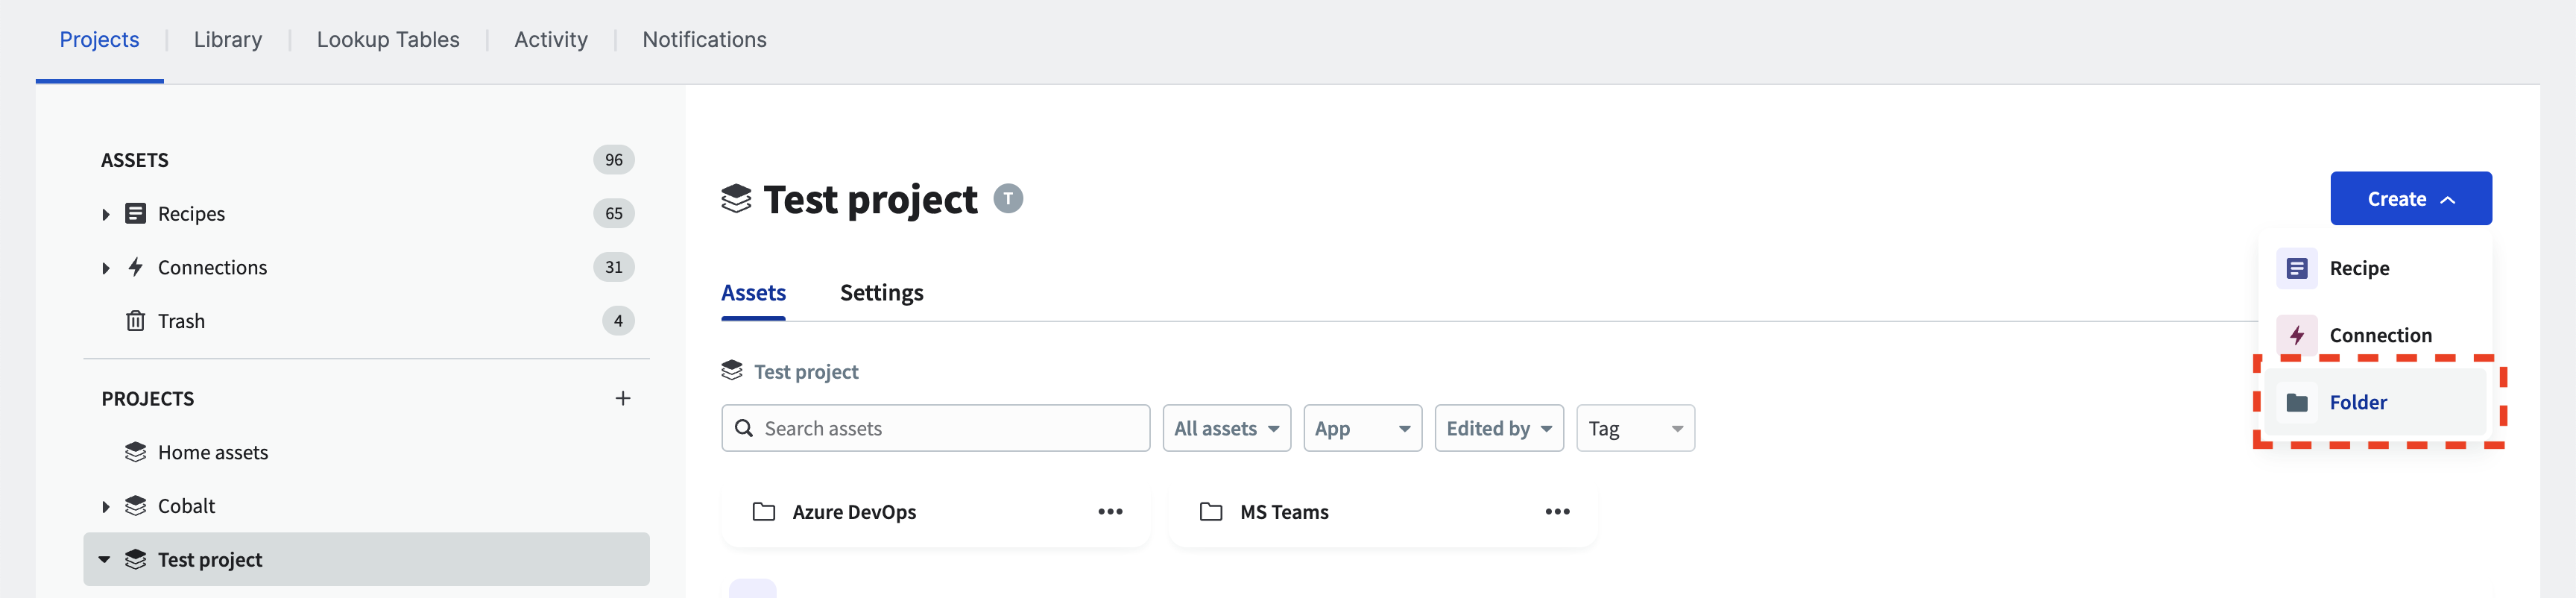 Projects | Library | Lookup Tables | Activity | Notifications
ASSETS 96
Recipes 65
Connections 31
Trash 4
PROJECTS +
Home assets
Cobalt
Test project
Test project T
Create
Recipe
Connection
Folder
Assets Settings
Test project
Search assets All assets App Edited by Tag
Azure DevOps ••• MS Teams •••